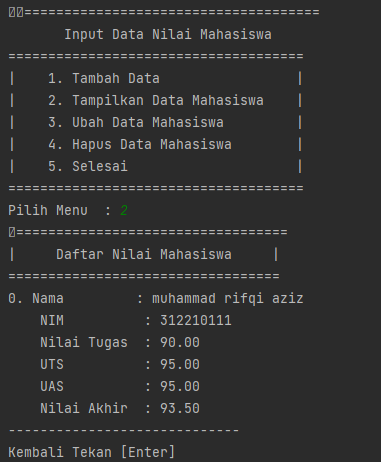 =====================================
Input Data Nilai Mahasiswa
=====================================
| 1. Tambah Data |
| 2. Tampilkan Data Mahasiswa |
| 3. Ubah Data Mahasiswa |
| 4. Hapus Data Mahasiswa |
| 5. Selesai |
=====================================
Pilih Menu : 2
==================================
| Daftar Nilai Mahasiswa |
==================================
0. Nama : muhammad rifqi aziz
NIM : 312210111
Nilai Tugas : 90.00
UTS : 95.00
UAS : 95.00
Nilai Akhir : 93.50
-----------------------------
Kembali Tekan [Enter]